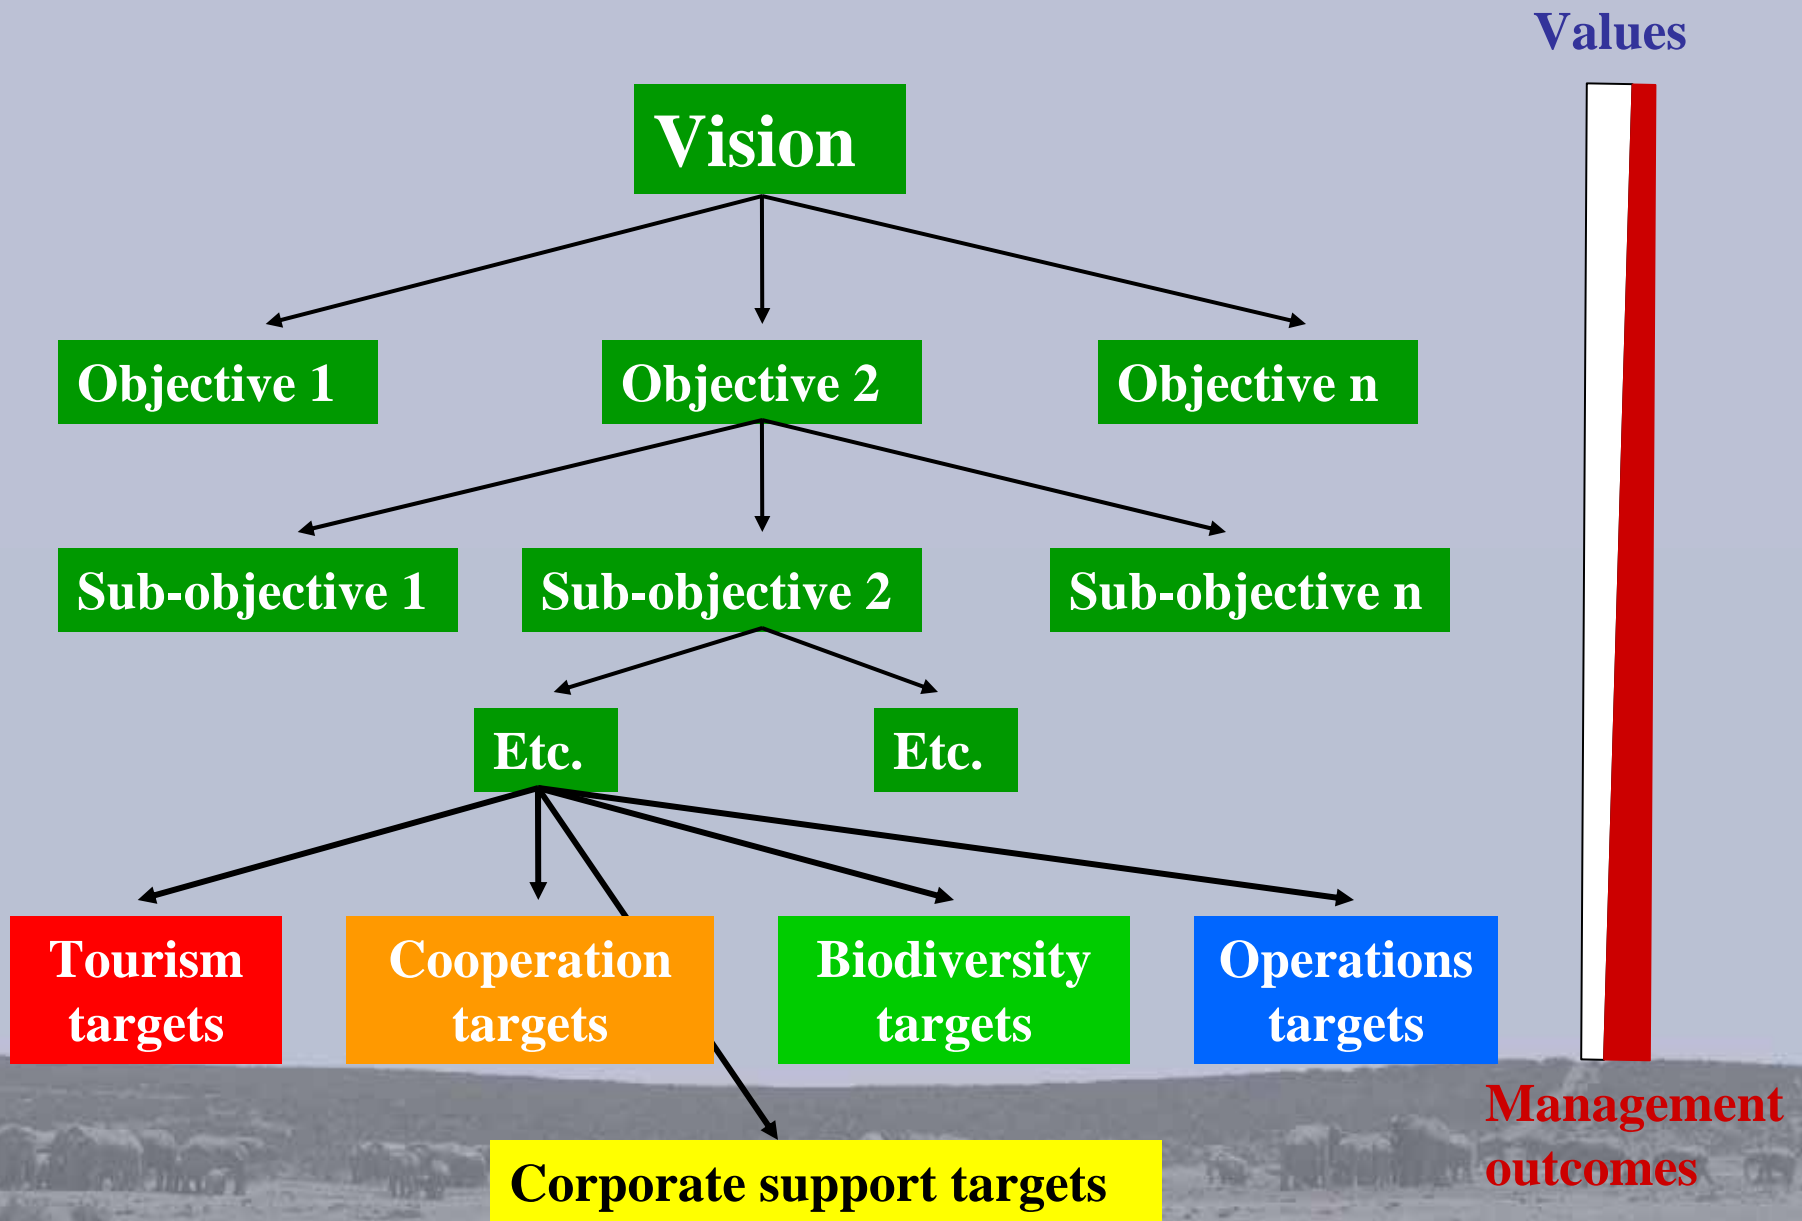 Values
Vision
Objective 1
Objective 2
Objective n
Sub-objective 1
Sub-objective 2
Sub-objective n
Etc.
Etc.
Tourism
targets
Cooperation
targets
Biodiversity
targets
Operations
targets
Management
outcomes
Corporate support targets